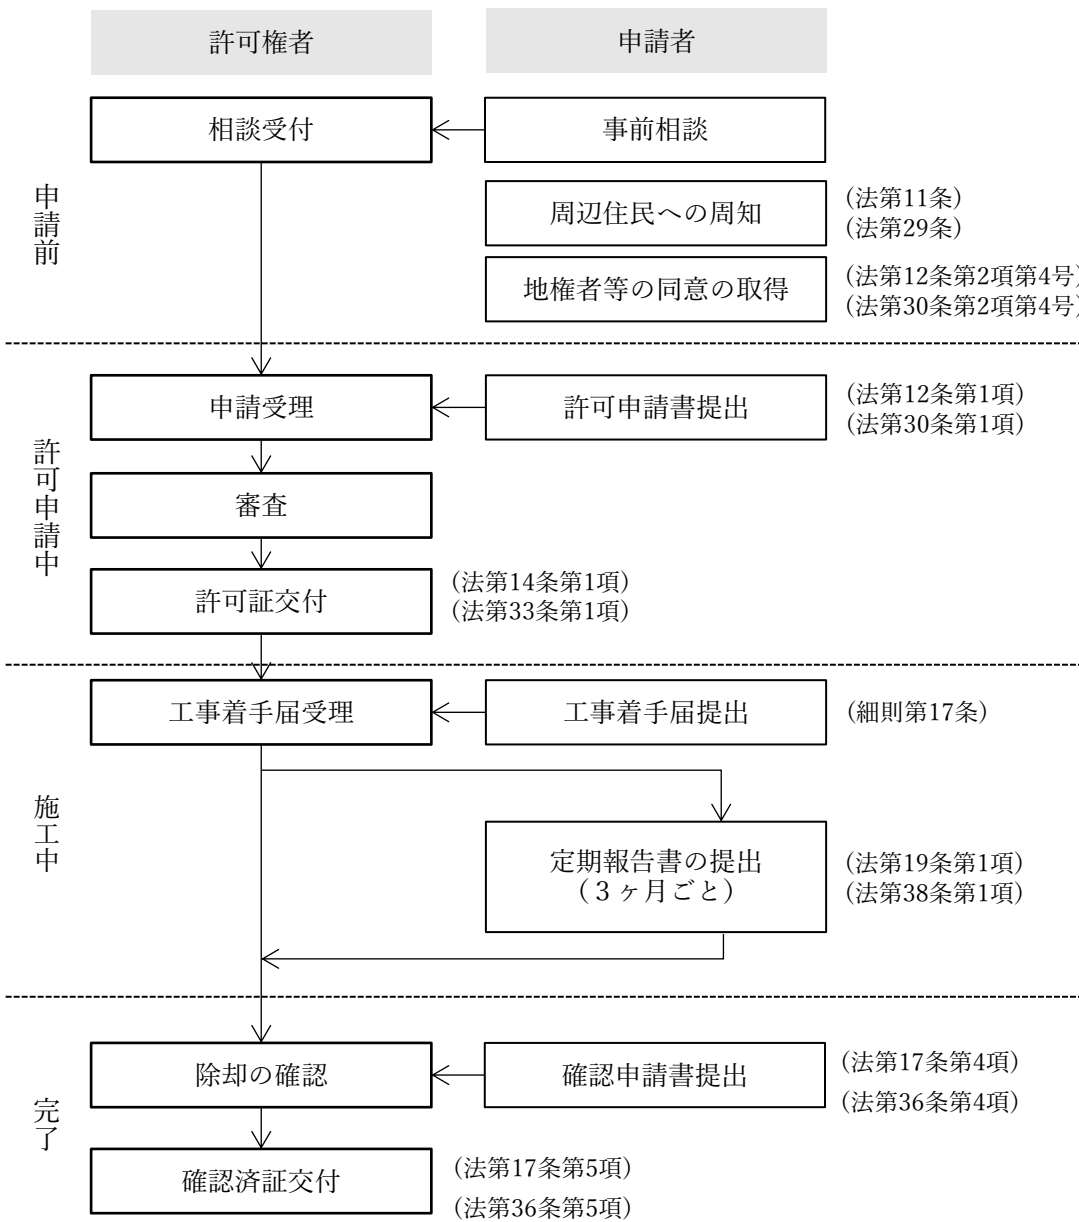 許可権者
申請者
申請前
相談受付
事前相談
周辺住民への周知
(法第11条)
(法第29条)
地権者等の同意の取得
(法第12条第2項第4号)
(法第30条第2項第4号)
許可申請中
申請受理
許可申請書提出
(法第12条第1項)
(法第30条第1項)
審査
許可証交付
(法第14条第1項)
(法第33条第1項)
施工中
工事着手届受理
工事着手届提出
(細則第17条)
定期報告書の提出
（３ヶ月ごと）
(法第19条第1項)
(法第38条第1項)
完了
除却の確認
確認申請書提出
(法第17条第4項)
(法第36条第4項)
確認済証交付
(法第17条第5項)
(法第36条第5項)